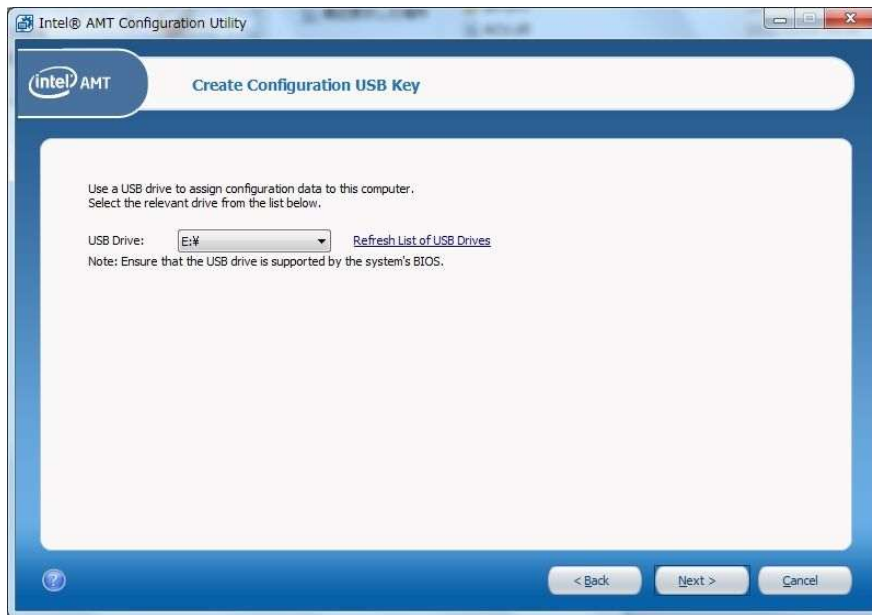 Intel® AMT Configuration Utility
intel AMT
Create Configuration USB Key
Use a USB drive to assign configuration data to this computer.
Select the relevant drive from the list below.
USB Drive: E:¥ Refresh List of USB Drives
Note: Ensure that the USB drive is supported by the system's BIOS.
? < Back Next > Cancel